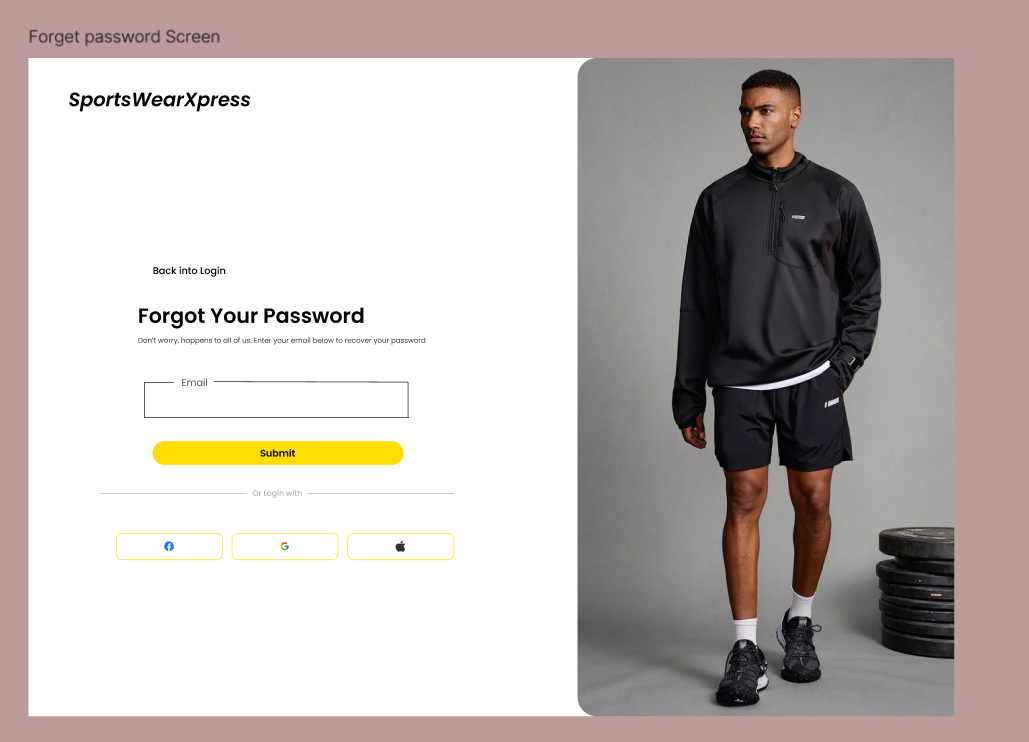 Forget password Screen
SportsWearXpress
Back into Login
Forgot Your Password
Don't worry, happens to all of us. Enter your email below to recover your password
Email
Submit
Or Login with